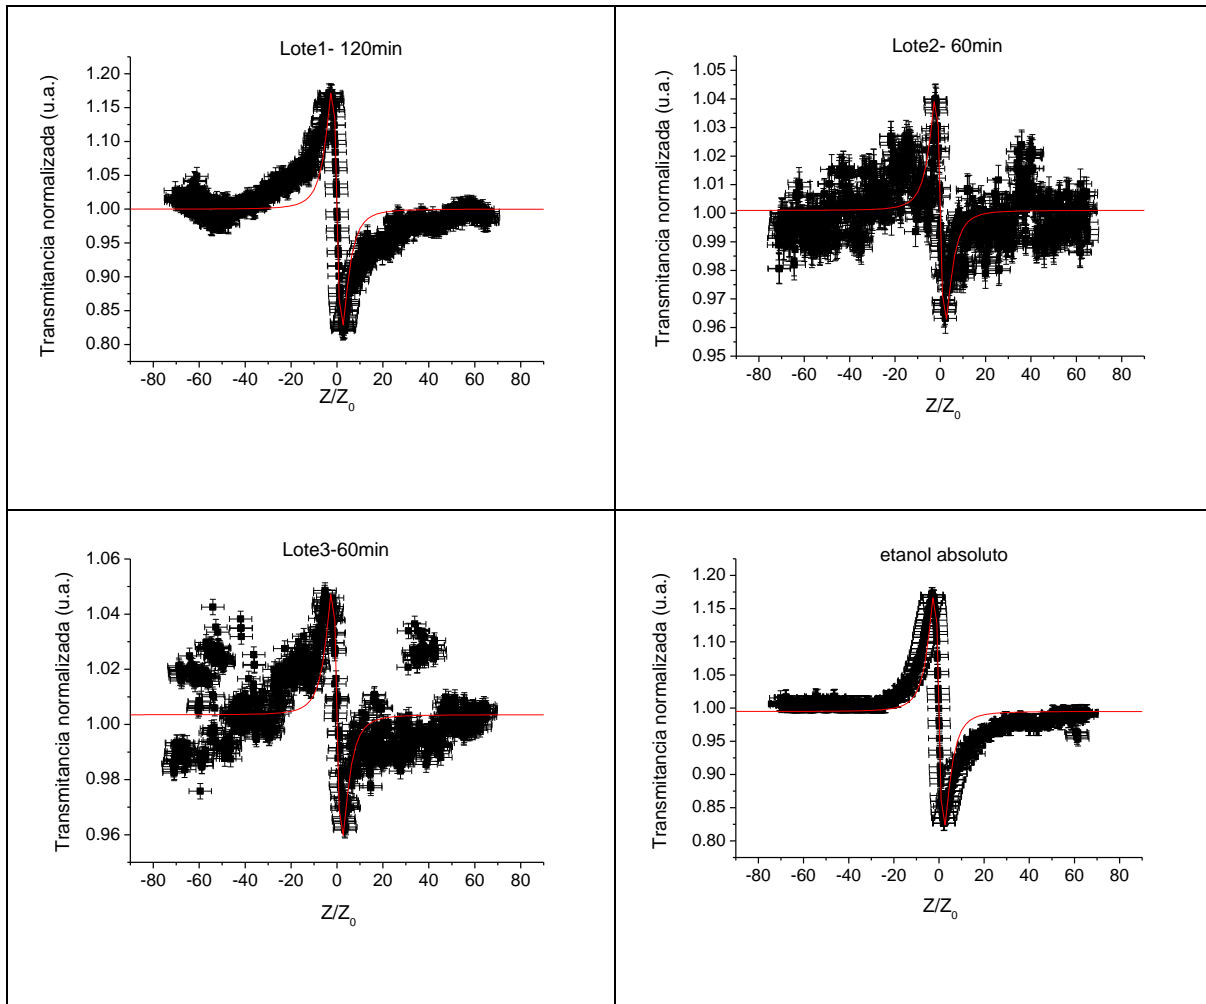 Lote1- 120min
Transmitancia normalizada (u.a.)
1.20
1.15
1.10
1.05
1.00
0.95
0.90
0.85
0.80
-80 -60 -40 -20 0 20 40 60 80
Z/Z0
Lote2- 60min
Transmitancia normalizada (u.a.)
1.05
1.04
1.03
1.02
1.01
1.00
0.99
0.98
0.97
0.96
0.95
-80 -60 -40 -20 0 20 40 60 80
Z/Z0
Lote3-60min
Transmitancia normalizada (u.a.)
1.06
1.04
1.02
1.00
0.98
0.96
-80 -60 -40 -20 0 20 40 60 80
Z/Z0
etanol absoluto
Transmitancia normalizada (u.a.)
1.20
1.15
1.10
1.05
1.00
0.95
0.90
0.85
0.80
-80 -60 -40 -20 0 20 40 60 80
Z/Z0